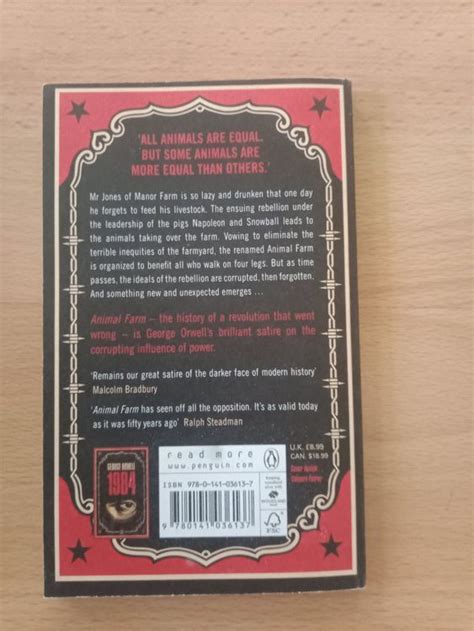 'ALL ANIMALS ARE EQUAL.
BUT SOME ANIMALS ARE
MORE EQUAL THAN OTHERS.'
Mr Jones of Manor Farm is so lazy and drunken that one day
he forgets to feed his livestock. The ensuing rebellion under
the leadership of the pigs Napoleon and Snowball leads to
the animals taking over the farm. Vowing to eliminate the
terrible inequities of the farmyard, the renamed Animal Farm
is organized to benefit all who walk on four legs. But as time
passes, the ideals of the rebellion are corrupted, then forgotten.
And something new and unexpected emerges ...
Animal Farm – the history of a revolution that went
wrong – is George Orwell's brilliant satire on the
corrupting influence of power.
'Remains our great satire of the darker face of modern history'
Malcolm Bradbury
'Animal Farm has seen off all the opposition. It's as valid today
as it was fifty years ago' Ralph Steadman
GEORGE ORWELL
1984
read more
www.penguin.com
ISBN 978-0-141-03613-7
9 780141 036137
FSC
U.K. £8.99
CAN. $18.99